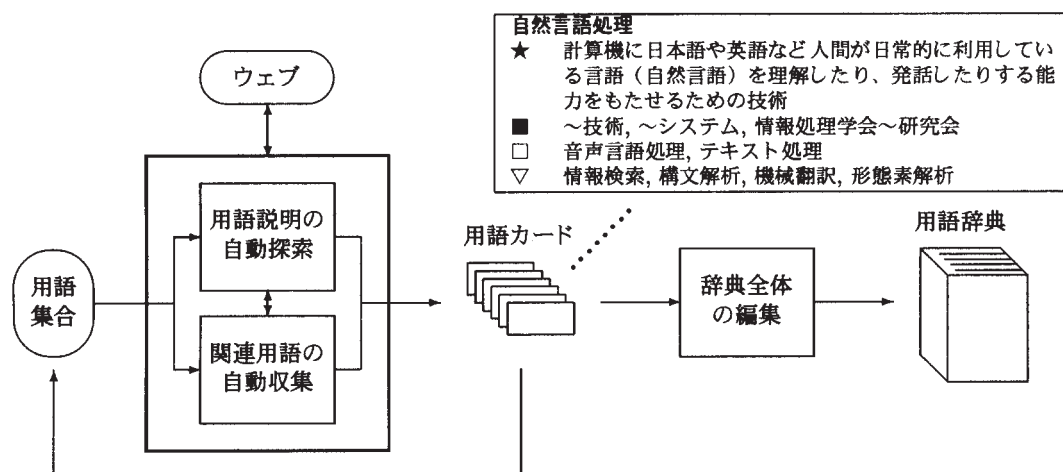 自然言語処理
★ 計算機に日本語や英語など人間が日常的に利用してい
る言語（自然言語）を理解したり、発話したりする能
力をもたせるための技術
■ ～技術, ～システム, 情報処理学会～研究会
□ 音声言語処理, テキスト処理
▽ 情報検索, 構文解析, 機械翻訳, 形態素解析
ウェブ
用語説明の
自動探索
関連用語の
自動収集
用語
集合
用語カード
辞典全体
の編集
用語辞典